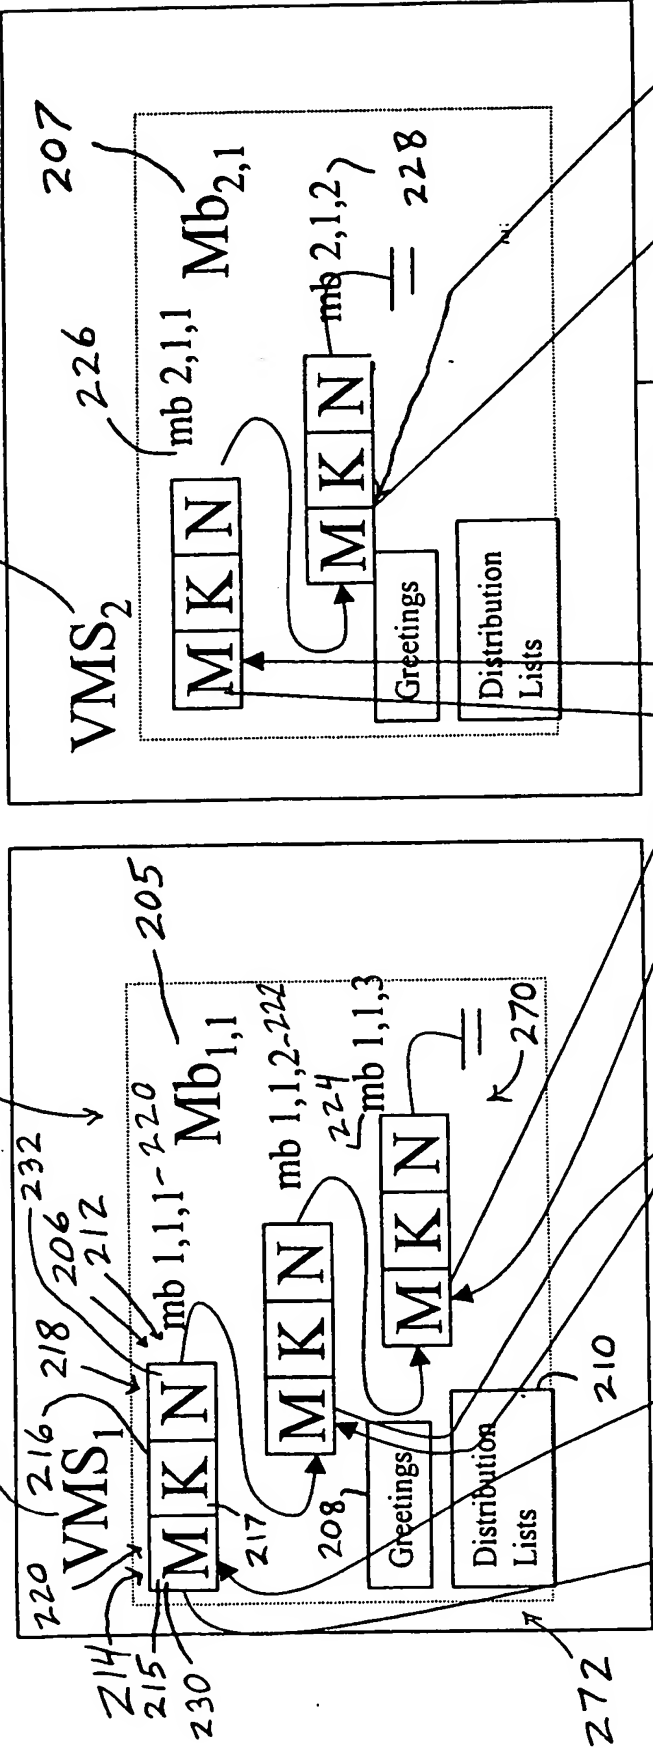 220
VMS1
216
218
206
212
232
214
215
230
M K N
217
mb 1,1,1 - 220
Mb1,1
205
M K N
mb 1,1,2 - 222
224
mb 1,1,3
M K N
208
Greetings
Distribution
Lists
210
270
272
VMS2
226
mb 2,1,1
207
Mb2,1
M K N
mb 2,1,2
228
M K N
Greetings
Distribution
Lists